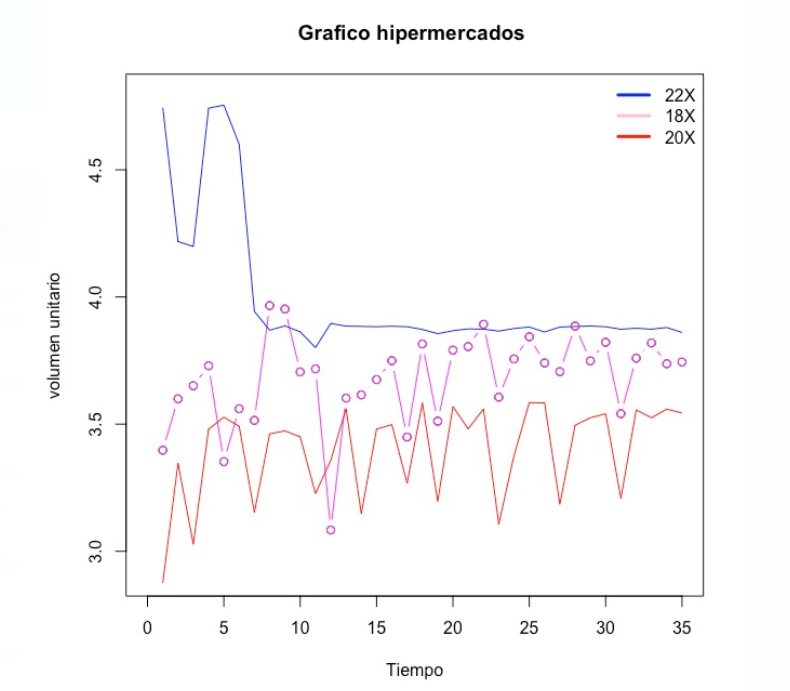 Grafico hipermercados
22X
18X
20X
4.5
4.0
3.5
3.0
volumen unitario
0 5 10 15 20 25 30 35
Tiempo